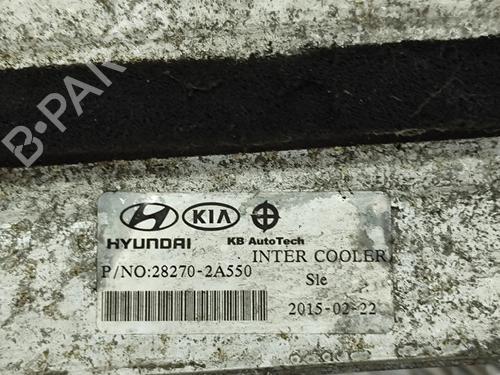 B-PARTS
KIA
HYUNDAI KB AutoTech
INTER COOLER
P/NO:28270-2A550
Sle
2015-02-22